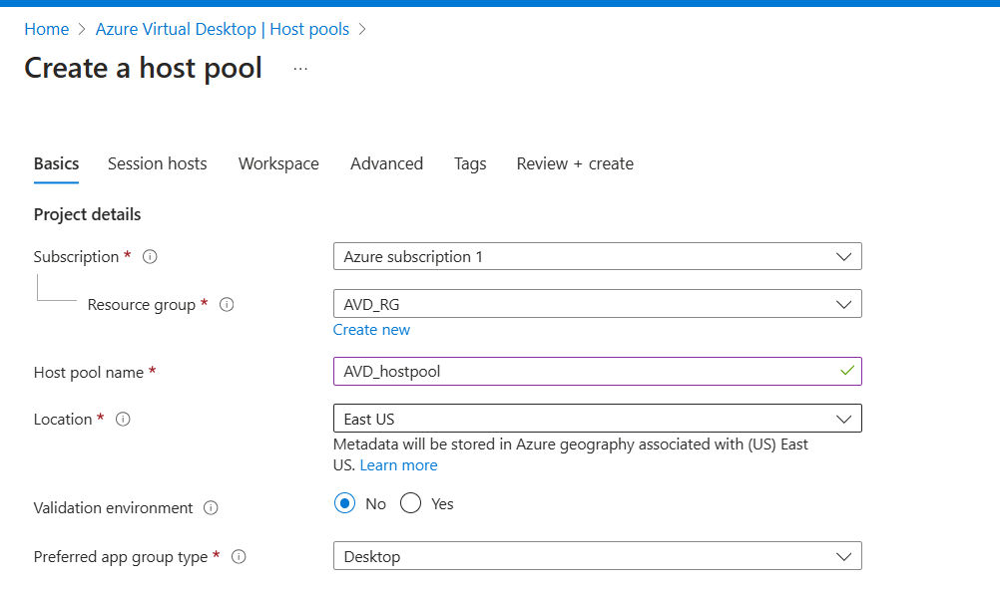 Home > Azure Virtual Desktop | Host pools >
Create a host pool ...
Basics Session hosts Workspace Advanced Tags Review + create
Project details
Subscription * Azure subscription 1
Resource group * AVD_RG
Create new
Host pool name * AVD_hostpool
Location * East US
Metadata will be stored in Azure geography associated with (US) East
US. Learn more
Validation environment No Yes
Preferred app group type * Desktop